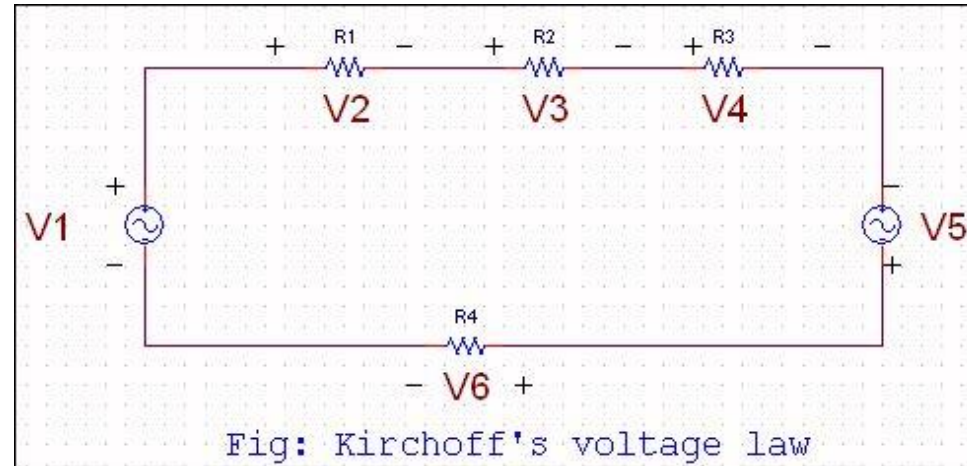 + R1 − + R2 − + R3 −
V2 V3 V4
+ −
V1 V5
− +
R4
− V6 +
Fig: Kirchoff's voltage law